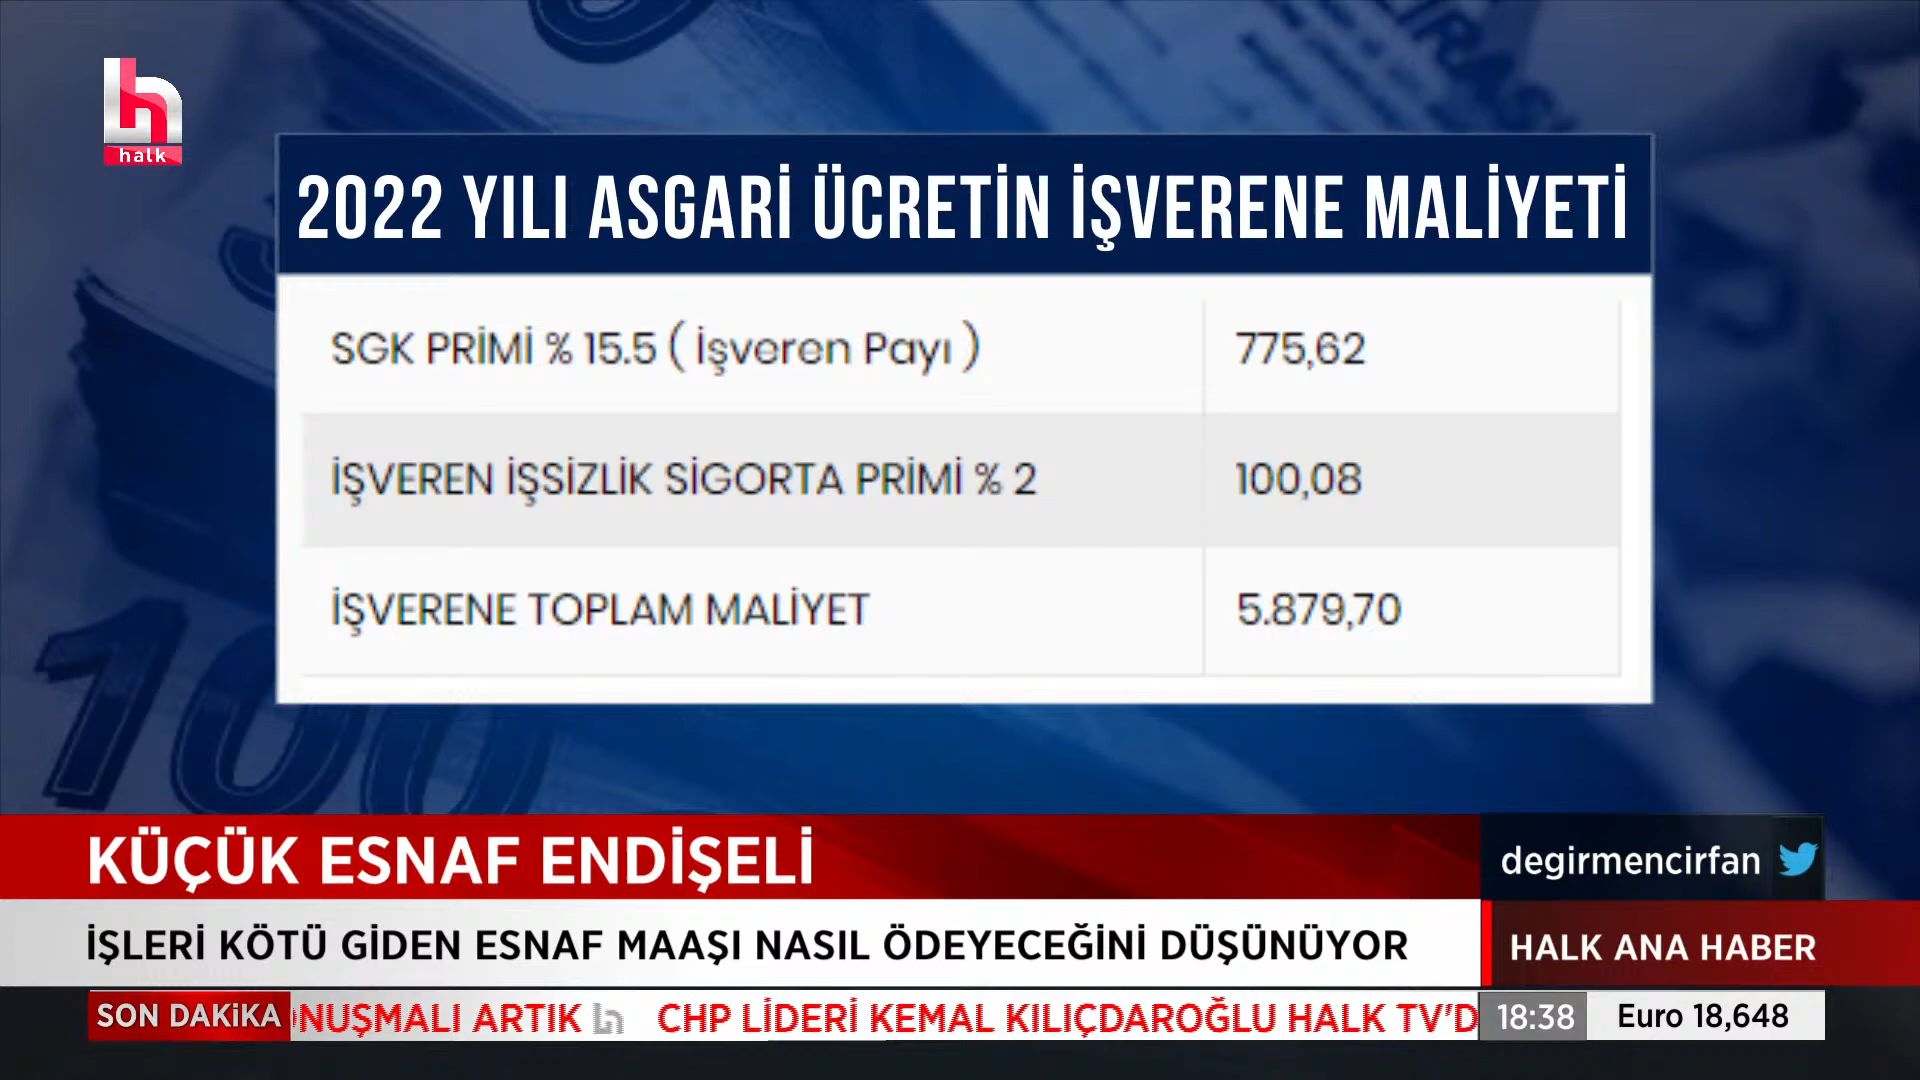 halk
2022 YILI ASGARİ ÜCRETİN İŞVERENE MALİYETİ
SGK PRİMİ % 15.5 ( İşveren Payı ) 775,62
İŞVEREN İŞSİZLİK SİGORTA PRİMİ % 2 100,08
İŞVERENE TOPLAM MALİYET 5.879,70
100
KÜÇÜK ESNAF ENDİŞELİ
degirmencirfan
İŞLERİ KÖTÜ GİDEN ESNAF MAAŞI NASIL ÖDEYECEĞİNİ DÜŞÜNÜYOR
HALK ANA HABER
SON DAKİKA NUŞMALI ARTIK CHP LİDERİ KEMAL KILIÇDAROĞLU HALK TV'D 18:38 Euro 18,648